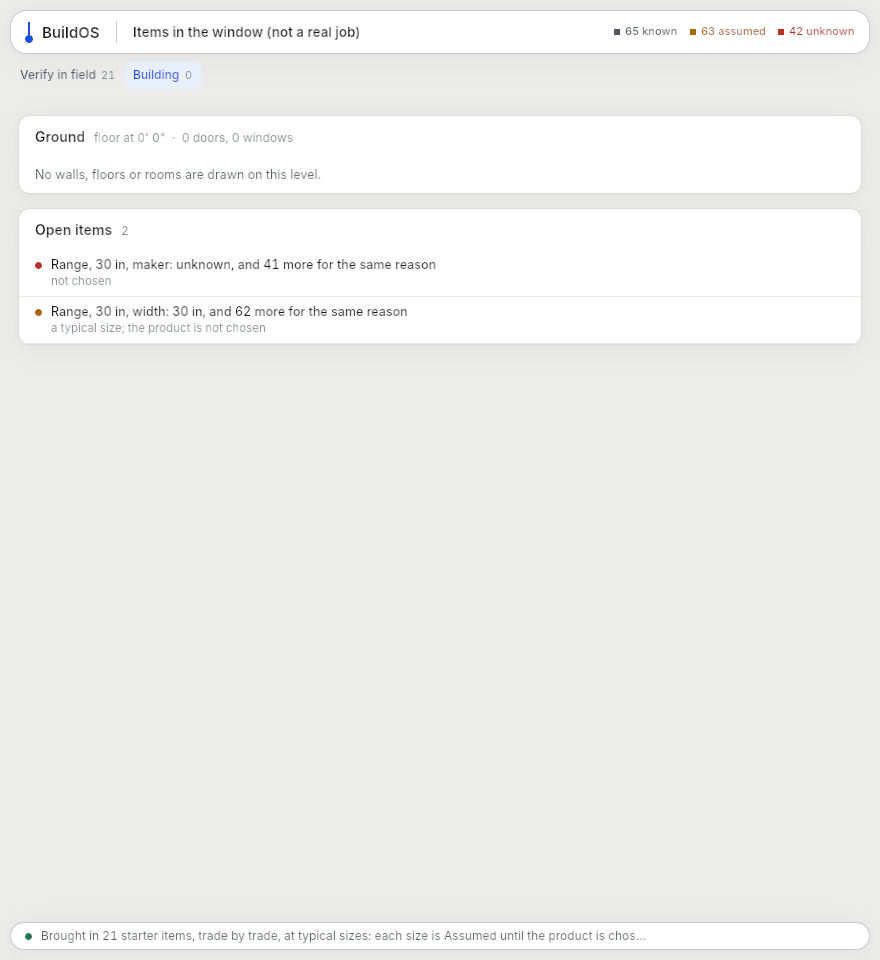 BuildOS
Items in the window (not a real job)
65 known 63 assumed 42 unknown
Verify in field 21 Building 0
Ground floor at 0' 0" · 0 doors, 0 windows
No walls, floors or rooms are drawn on this level.
Open items 2
Range, 30 in, maker: unknown, and 41 more for the same reason
not chosen
Range, 30 in, width: 30 in, and 62 more for the same reason
a typical size; the product is not chosen
Brought in 21 starter items, trade by trade, at typical sizes: each size is Assumed until the product is chos...